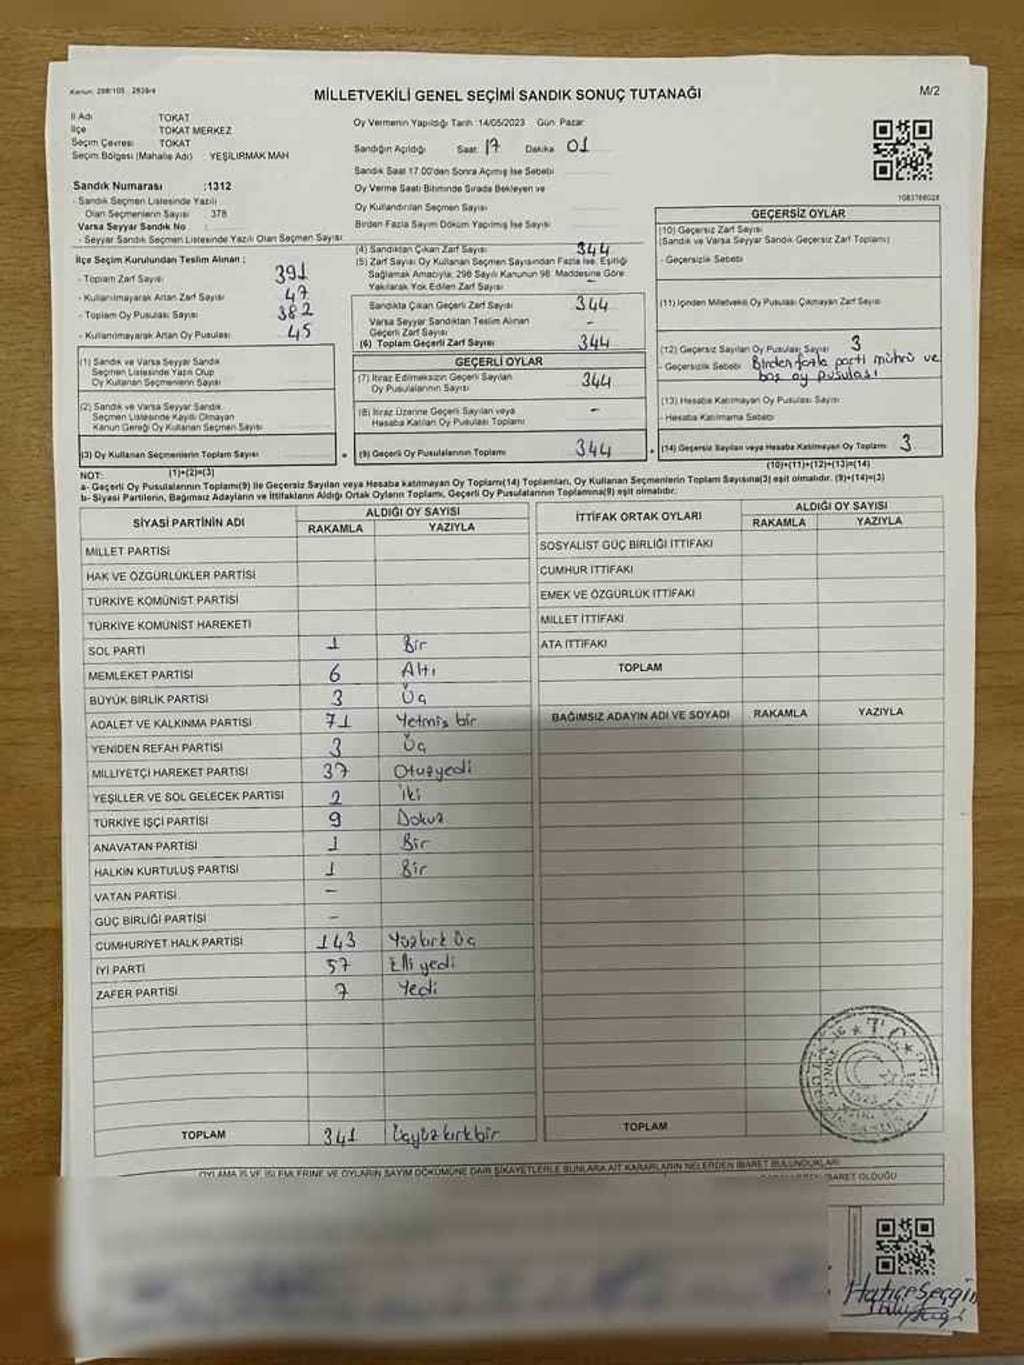 Kanun: 298/105 2839/4
MİLLETVEKİLİ GENEL SEÇİMİ SANDIK SONUÇ TUTANAĞI
M/2
İl Adı TOKAT
İlçe TOKAT MERKEZ
Seçim Çevresi TOKAT
Seçim Bölgesi (Mahalle Adı) YEŞİLIRMAK MAH
Oy Vermenin Yapıldığı Tarih :14/05/2023 Gün Pazar
Sandığın Açıldığı Saat 17 Dakika 01
Sandık Saat 17.00'den Sonra Açılmış İse Sebebi
Oy Verme Saati Bitiminde Sırada Bekleyen ve
Oy Kullandırılan Seçmen Sayısı
Birden Fazla Sayım Döküm Yapılmış İse Sayısı
1083766028
Sandık Numarası :1312
- Sandık Seçmen Listesinde Yazılı
Olan Seçmenlerin Sayısı : 378
Varsa Seyyar Sandık No
- Seyyar Sandık Seçmen Listesinde Yazılı Olan Seçmen Sayısı
İlçe Seçim Kurulundan Teslim Alınan ;
- Toplam Zarf Sayısı 391
- Kullanılmayarak Artan Zarf Sayısı 47
- Toplam Oy Pusulası Sayısı 382
- Kullanılmayarak Artan Oy Pusulası 45
(1) Sandık ve Varsa Seyyar Sandık
Seçmen Listesinde Yazılı Olup
Oy Kullanan Seçmenlerin Sayısı
(2) Sandık ve Varsa Seyyar Sandık
Seçmen Listesinde Kayıtlı Olmayan
Kanun Gereği Oy Kullanan Seçmen Sayısı
(3) Oy Kullanan Seçmenlerin Toplam Sayısı
(1)+(2)=(3)
(4) Sandıktan Çıkan Zarf Sayısı 344
(5) Zarf Sayısı Oy Kullanan Seçmen Sayısından Fazla İse; Eşitliği
Sağlamak Amacıyla, 298 Sayılı Kanunun 98. Maddesine Göre
Yakılarak Yok Edilen Zarf Sayısı -
Sandıkta Çıkan Geçerli Zarf Sayısı 344
Varsa Seyyar Sandıktan Teslim Alınan
Geçerli Zarf Sayısı -
(6) Toplam Geçerli Zarf Sayısı 344
GEÇERLİ OYLAR
(7) İtiraz Edilmeksizin Geçerli Sayılan
Oy Pusulalarının Sayısı 344
(8) İtiraz Üzerine Geçerli Sayılan veya
Hesaba Katılan Oy Pusulası Toplamı -
(9) Geçerli Oy Pusulalarının Toplamı 344
GEÇERSİZ OYLAR
(10) Geçersiz Zarf Sayısı
(Sandık ve Varsa Seyyar Sandık Geçersiz Zarf Toplamı)
- Geçersizlik Sebebi
(11) İçinden Milletvekili Oy Pusulası Çıkmayan Zarf Sayısı
(12) Geçersiz Sayılan Oy Pusulası Sayısı 3
- Geçersizlik Sebebi Birden fazla parti mührü ve
boş oy pusulası
(13) Hesaba Katılmayan Oy Pusulası Sayısı
- Hesaba Katılmama Sebebi
(14) Geçersiz Sayılan veya Hesaba Katılmayan Oy Toplamı 3
(10)+(11)+(12)+(13)=(14)
NOT:
a- Geçerli Oy Pusulalarının Toplamı(9) ile Geçersiz Sayılan veya Hesaba katılmayan Oy Toplamı(14) Toplamları, Oy Kullanan Seçmenlerin Toplam Sayısına(3) eşit olmalıdır. (9)+(14)=(3)
b- Siyasi Partilerin, Bağımsız Adayların ve İttifakların Aldığı Ortak Oyların Toplamı, Geçerli Oy Pusulalarının Toplamına(9) eşit olmalıdır.
SİYASİ PARTİNİN ADI ALDIĞI OY SAYISI
RAKAMLA YAZIYLA
MİLLET PARTİSİ
HAK VE ÖZGÜRLÜKLER PARTİSİ
TÜRKİYE KOMÜNİST PARTİSİ
TÜRKİYE KOMÜNİST HAREKETİ
SOL PARTİ 1 Bir
MEMLEKET PARTİSİ 6 Altı
BÜYÜK BİRLİK PARTİSİ 3 Üç
ADALET VE KALKINMA PARTİSİ 71 Yetmiş bir
YENİDEN REFAH PARTİSİ 3 Üç
MİLLİYETÇİ HAREKET PARTİSİ 37 Otuzyedi
YEŞİLLER VE SOL GELECEK PARTİSİ 2 iki
TÜRKİYE İŞÇİ PARTİSİ 9 Dokuz
ANAVATAN PARTİSİ 1 Bir
HALKIN KURTULUŞ PARTİSİ 1 Bir
VATAN PARTİSİ -
GÜÇ BİRLİĞİ PARTİSİ -
CUMHURİYET HALK PARTİSİ 143 Yüzkırk üç
İYİ PARTİ 57 Elli yedi
ZAFER PARTİSİ 7 Yedi
TOPLAM 341 Üçyüzkırkbir
İTTİFAK ORTAK OYLARI ALDIĞI OY SAYISI
RAKAMLA YAZIYLA
SOSYALİST GÜÇ BİRLİĞİ İTTİFAKI
CUMHUR İTTİFAKI
EMEK VE ÖZGÜRLÜK İTTİFAKI
MİLLET İTTİFAKI
ATA İTTİFAKI
TOPLAM
BAĞIMSIZ ADAYIN ADI VE SOYADI RAKAMLA YAZIYLA
TOPLAM
T.C.
OYLAMA İŞ VE İŞLEMLERİNE VE OYLARIN SAYIM DÖKÜMÜNE DAİR ŞİKAYETLERLE BUNLARA AİT KARARLARIN NELERDEN İBARET BULUNDUKLARI
İBARET OLDUĞU
Hatice Seçgin